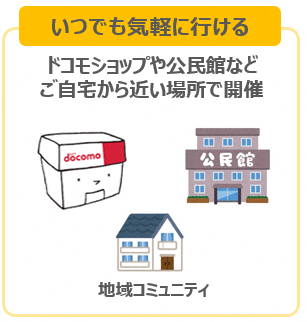 いつでも気軽に行ける
ドコモショップや公民館など
ご自宅から近い場所で開催
docomo
公民館
地域コミュニティ